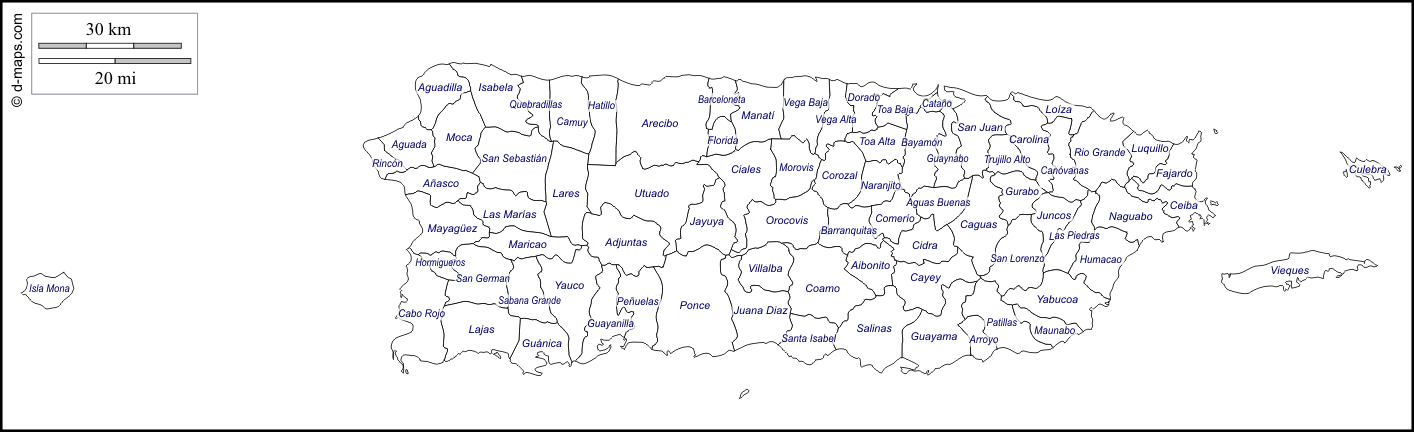 © d-maps.com
30 km
20 mi
Aguadilla
Isabela
Quebradillas
Camuy
Hatillo
Arecibo
Barceloneta
Florida
Manatí
Vega Baja
Vega Alta
Dorado
Toa Baja
Cataño
Toa Alta
Bayamón
Guaynabo
San Juan
Trujillo Alto
Carolina
Loíza
Canóvanas
Rio Grande
Luquillo
Fajardo
Ceiba
Culebra
Aguada
Rincón
Moca
San Sebastián
Añasco
Lares
Utuado
Ciales
Morovis
Corozal
Naranjito
Aguas Buenas
Gurabo
Juncos
Las Piedras
Naguabo
Humacao
Mayagüez
Las Marías
Maricao
Adjuntas
Jayuya
Orocovis
Barranquitas
Comerío
Cidra
Caguas
San Lorenzo
Hormigueros
San German
Sabana Grande
Yauco
Guayanilla
Peñuelas
Ponce
Villalba
Juana Diaz
Coamo
Aibonito
Cayey
Yabucoa
Vieques
Isla Mona
Cabo Rojo
Lajas
Guánica
Santa Isabel
Salinas
Guayama
Arroyo
Patillas
Maunabo